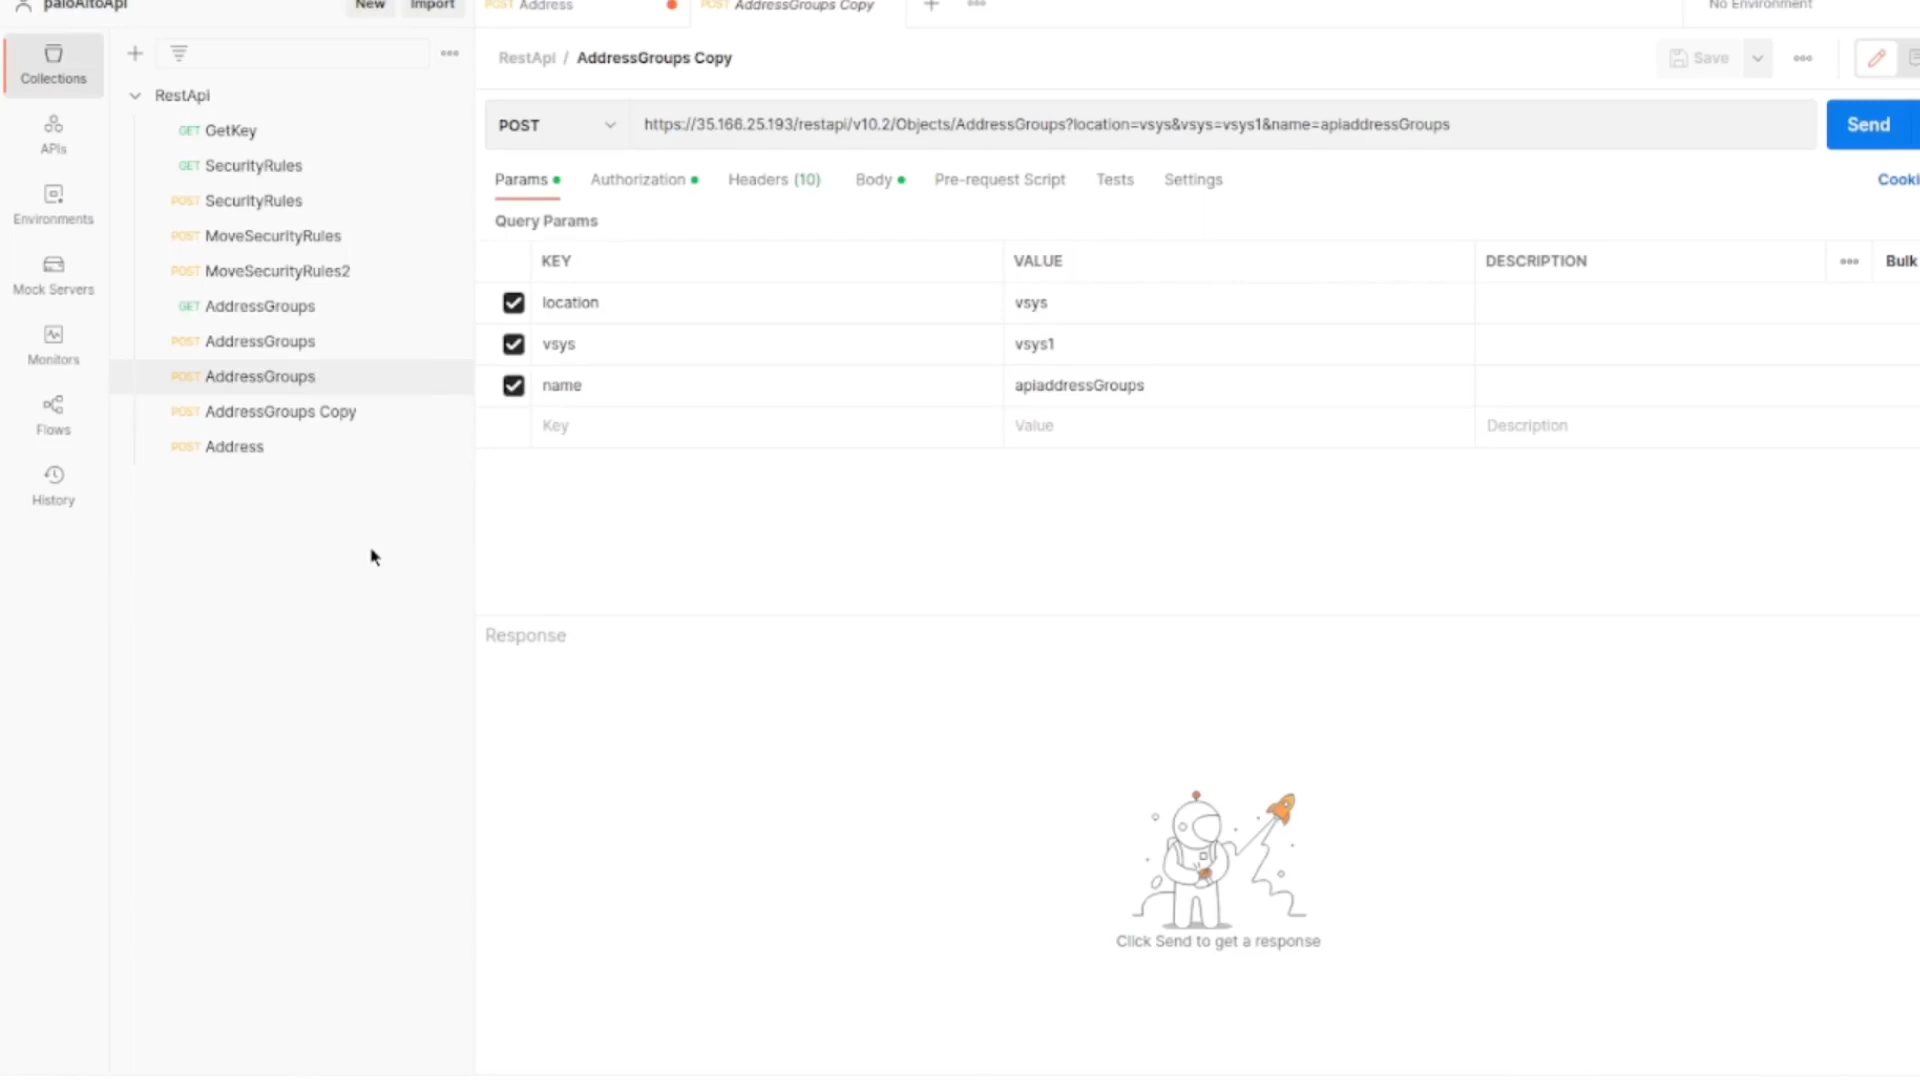 paloAltoApi New Import POST Address POST AddressGroups Copy No Environment
Collections
APIs
Environments
Mock Servers
Monitors
Flows
History
RestApi
GET GetKey
GET SecurityRules
POST SecurityRules
POST MoveSecurityRules
POST MoveSecurityRules2
GET AddressGroups
POST AddressGroups
POST AddressGroups
POST AddressGroups Copy
POST Address
RestApi / AddressGroups Copy Save
POST https://35.166.25.193/restapi/v10.2/Objects/AddressGroups?location=vsys&vsys=vsys1&name=apiaddressGroups Send
Params Authorization Headers (10) Body Pre-request Script Tests Settings Cooki
Query Params
KEY VALUE DESCRIPTION Bulk
location vsys
vsys vsys1
name apiaddressGroups
Key Value Description
Response
Click Send to get a response